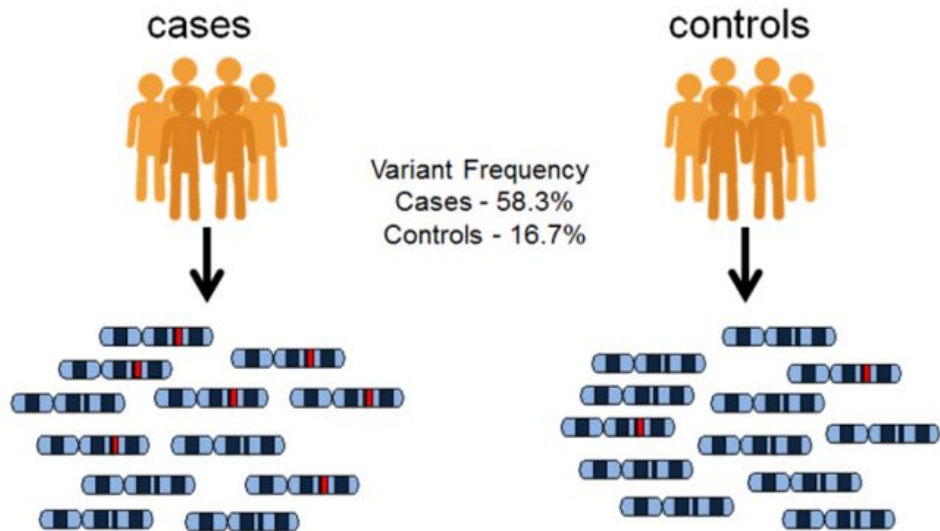 cases
controls
Variant Frequency
Cases - 58.3%
Controls - 16.7%